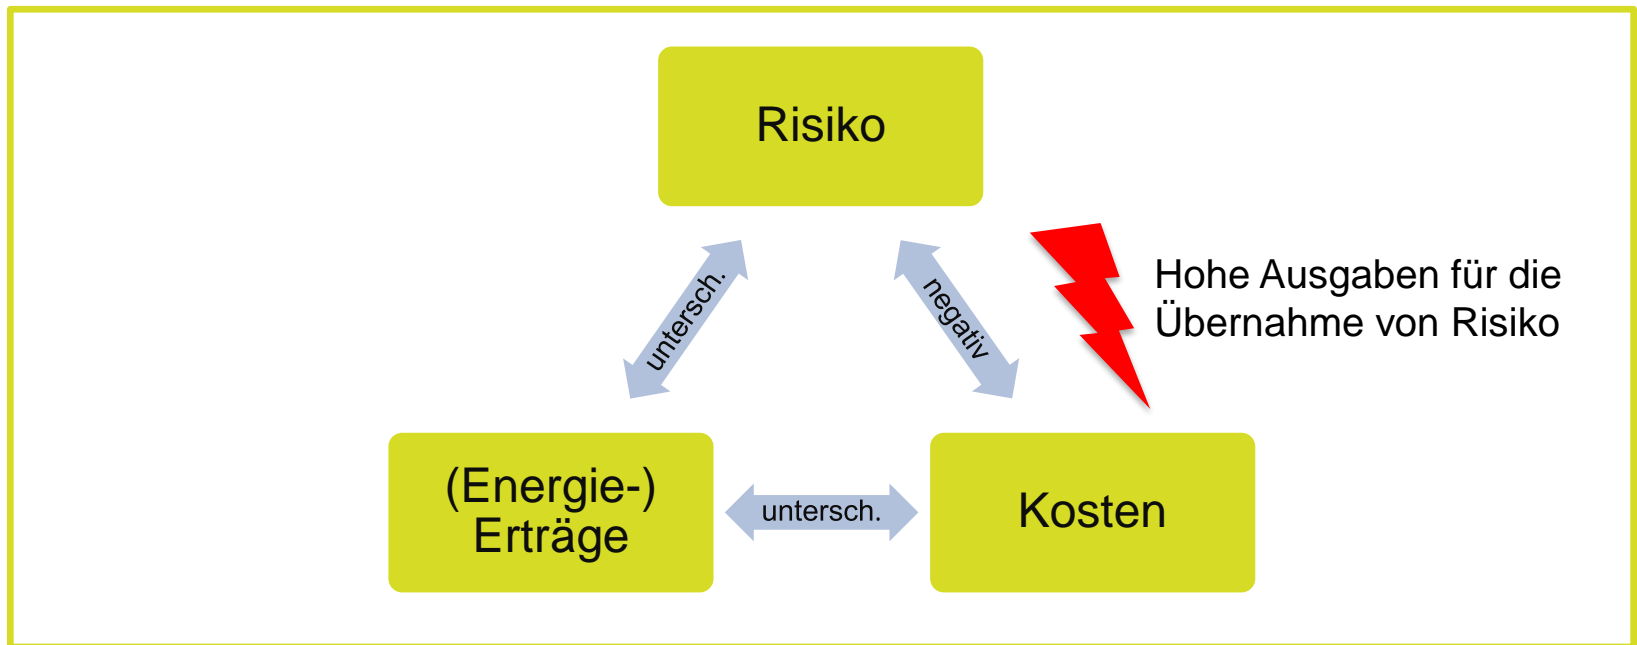 Risiko
untersch.
negativ
Hohe Ausgaben für die
Übernahme von Risiko
(Energie-)
Erträge
untersch.
Kosten